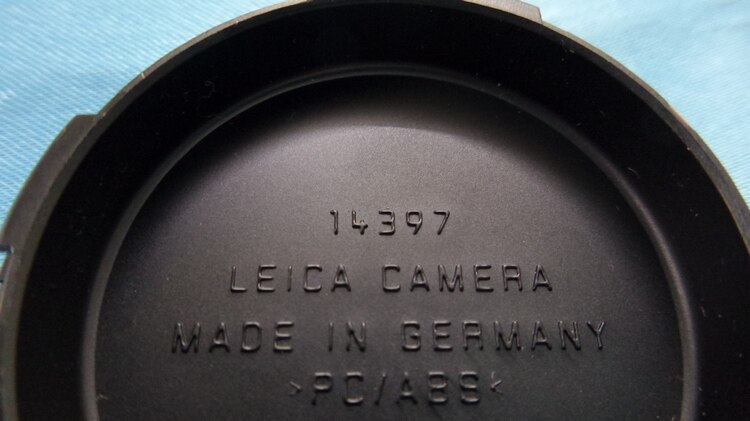 14397
LEICA CAMERA
MADE IN GERMANY
>PC/ABS<